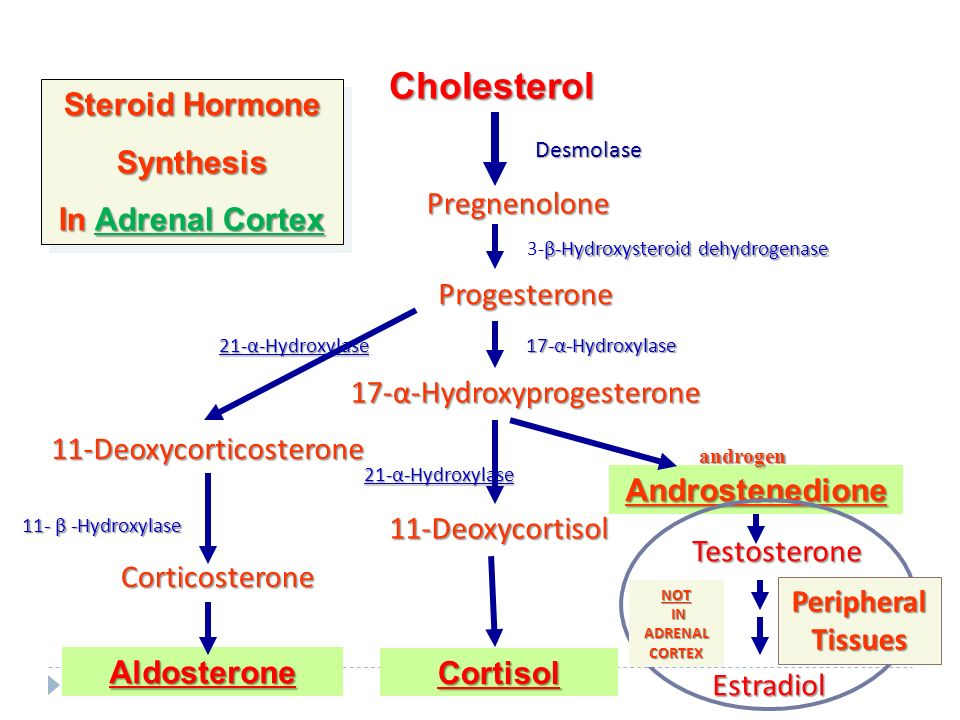 Cholesterol
Steroid Hormone
Synthesis
In Adrenal Cortex
Desmolase
Pregnenolone
3-β-Hydroxysteroid dehydrogenase
Progesterone
21-α-Hydroxylase
17-α-Hydroxylase
17-α-Hydroxyprogesterone
11-Deoxycorticosterone
androgen
21-α-Hydroxylase
Androstenedione
11- β -Hydroxylase
11-Deoxycortisol
Testosterone
Corticosterone
NOT
IN
ADRENAL
CORTEX
Peripheral
Tissues
Aldosterone
Cortisol
Estradiol